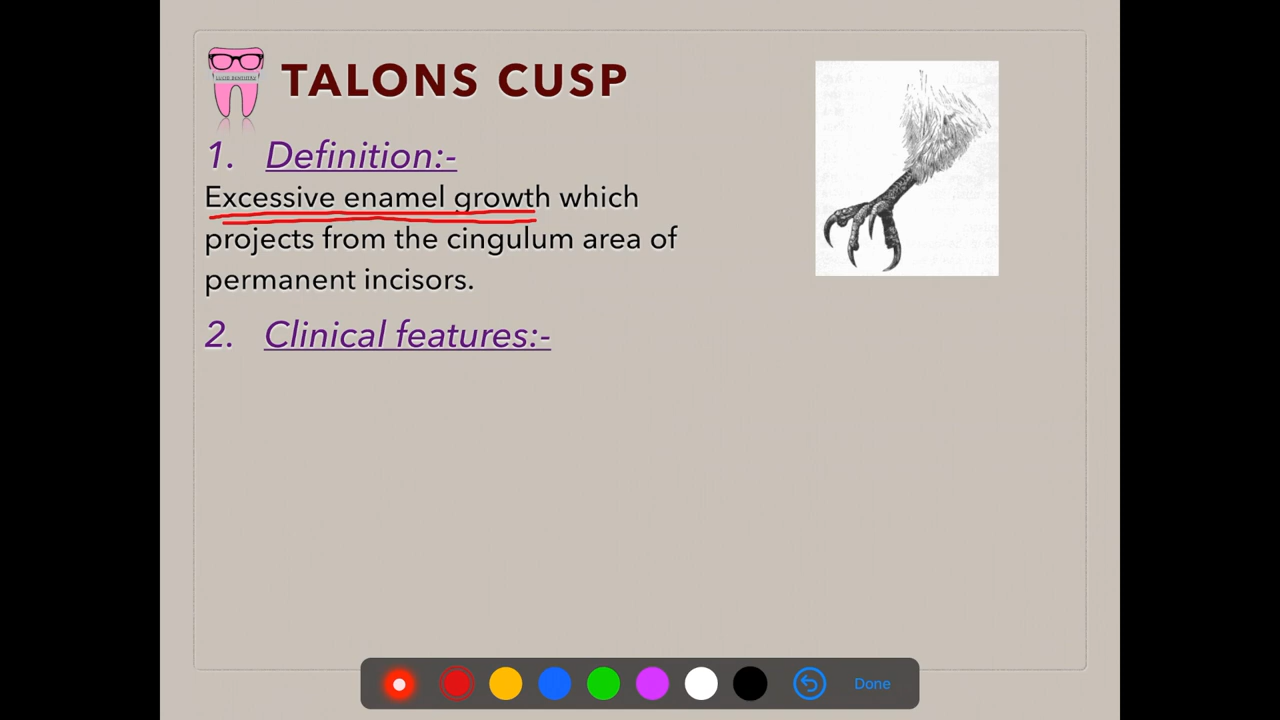 TALONS CUSP
1. Definition:-
Excessive enamel growth which
projects from the cingulum area of
permanent incisors.
2. Clinical features:-
Done